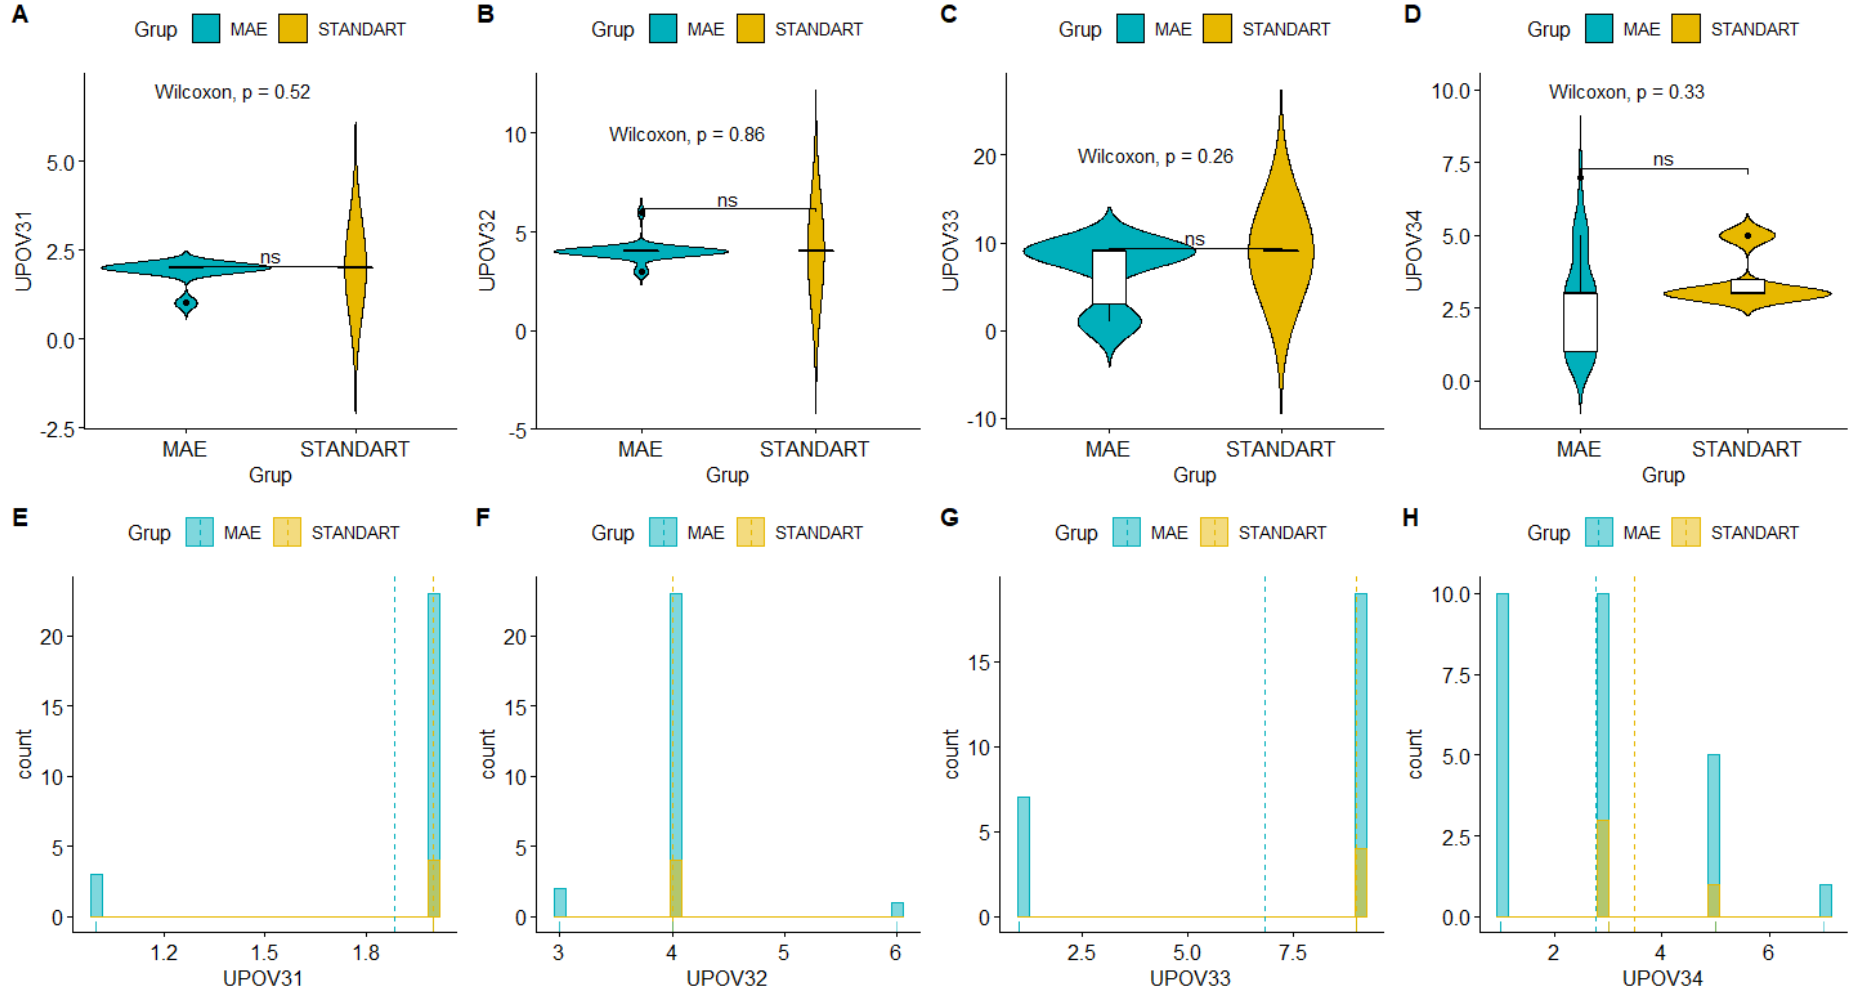 A
Grup MAE STANDART
Wilcoxon, p = 0.52
ns
UPOV31
5.0
2.5
0.0
-2.5
MAE STANDART
Grup
B
Grup MAE STANDART
Wilcoxon, p = 0.86
ns
UPOV32
10
5
0
-5
MAE STANDART
Grup
C
Grup MAE STANDART
Wilcoxon, p = 0.26
ns
UPOV33
20
10
0
-10
MAE STANDART
Grup
D
Grup MAE STANDART
Wilcoxon, p = 0.33
ns
UPOV34
10.0
7.5
5.0
2.5
0.0
MAE STANDART
Grup
E
Grup MAE STANDART
count
20
15
10
5
0
1.2 1.5 1.8
UPOV31
F
Grup MAE STANDART
count
20
15
10
5
0
3 4 5 6
UPOV32
G
Grup MAE STANDART
count
15
10
5
0
2.5 5.0 7.5
UPOV33
H
Grup MAE STANDART
count
10.0
7.5
5.0
2.5
0.0
2 4 6
UPOV34